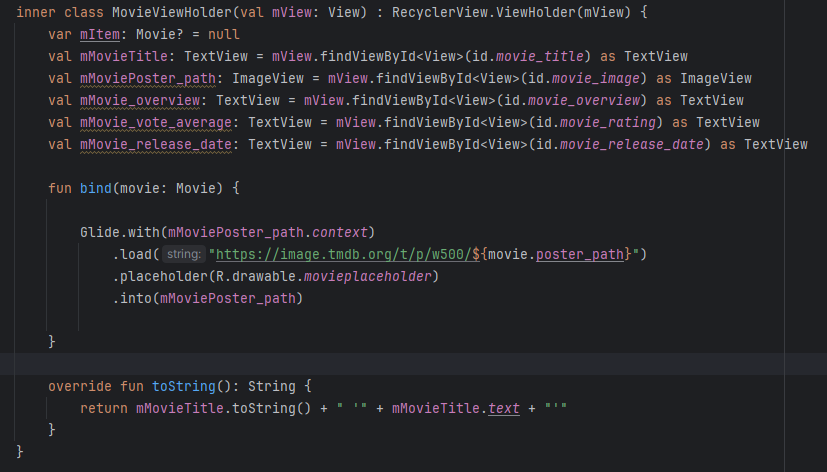 inner class MovieViewHolder(val mView: View) : RecyclerView.ViewHolder(mView) {
var mItem: Movie? = null
val mMovieTitle: TextView = mView.findViewById<View>(id.movie_title) as TextView
val mMoviePoster_path: ImageView = mView.findViewById<View>(id.movie_image) as ImageView
val mMovie_overview: TextView = mView.findViewById<View>(id.movie_overview) as TextView
val mMovie_vote_average: TextView = mView.findViewById<View>(id.movie_rating) as TextView
val mMovie_release_date: TextView = mView.findViewById<View>(id.movie_release_date) as TextView
fun bind(movie: Movie) {
Glide.with(mMoviePoster_path.context)
.load( string: "https://image.tmdb.org/t/p/w500/${movie.poster_path}")
.placeholder(R.drawable.movieplaceholder)
.into(mMoviePoster_path)
}
override fun toString(): String {
return mMovieTitle.toString() + " '" + mMovieTitle.text + "'"
}
}